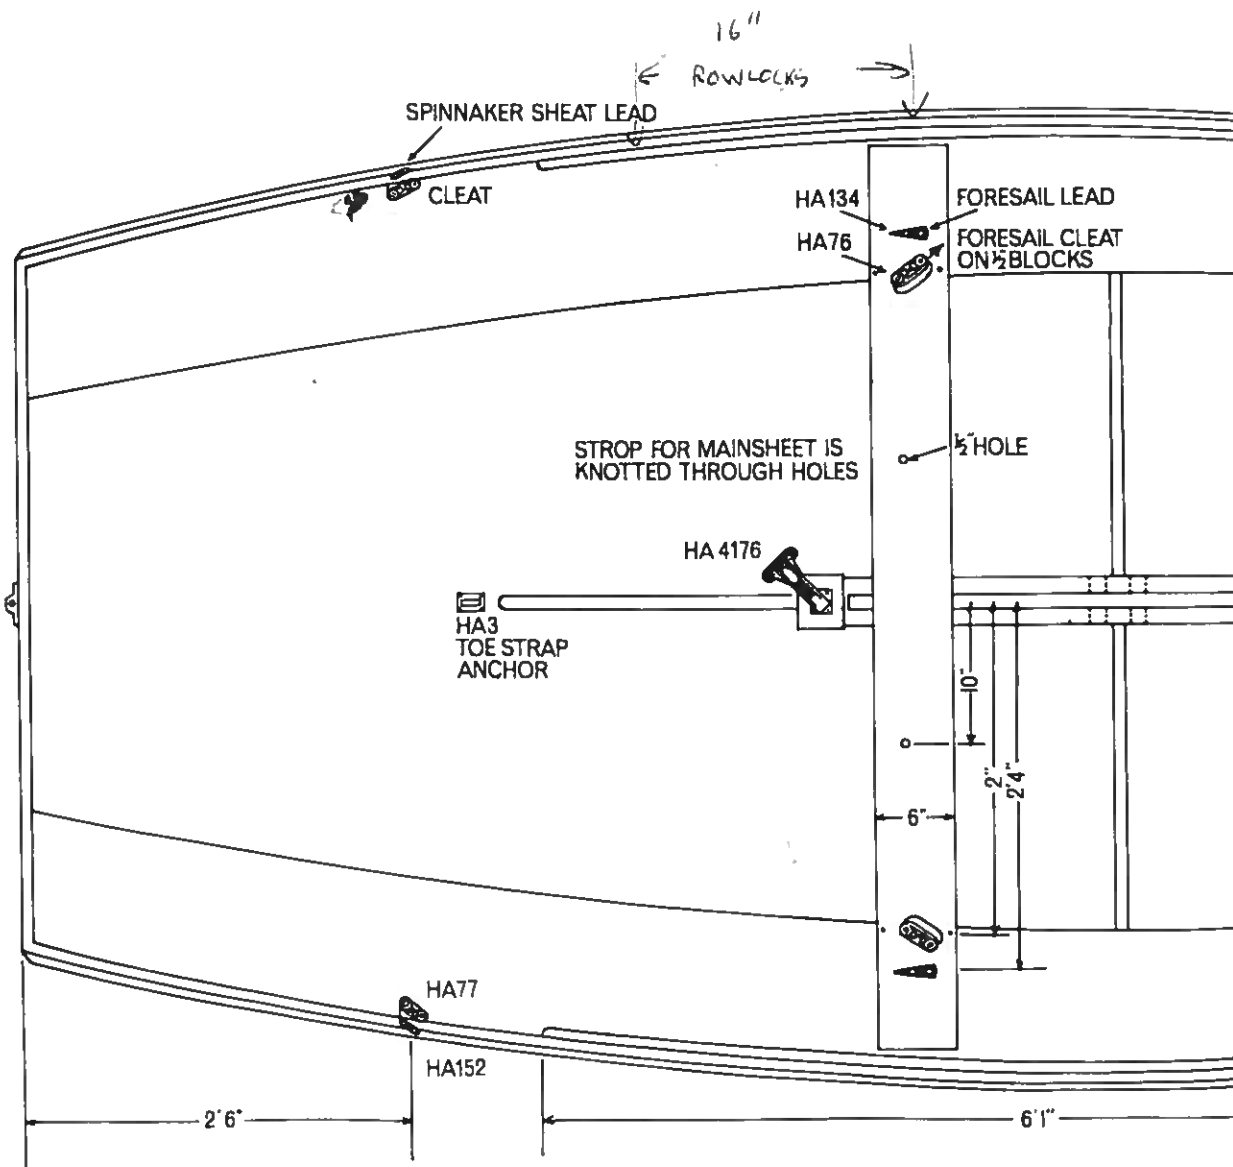 16"
ROWLOCKS
SPINNAKER SHEAT LEAD
CLEAT
HA134
FORESAIL LEAD
HA76
FORESAIL CLEAT
ON ½ BLOCKS
STROP FOR MAINSHEET IS
KNOTTED THROUGH HOLES
½" HOLE
HA 4176
HA3
TOE STRAP
ANCHOR
10"
2"
2'4"
6"
HA77
HA152
2'6"
6'1"